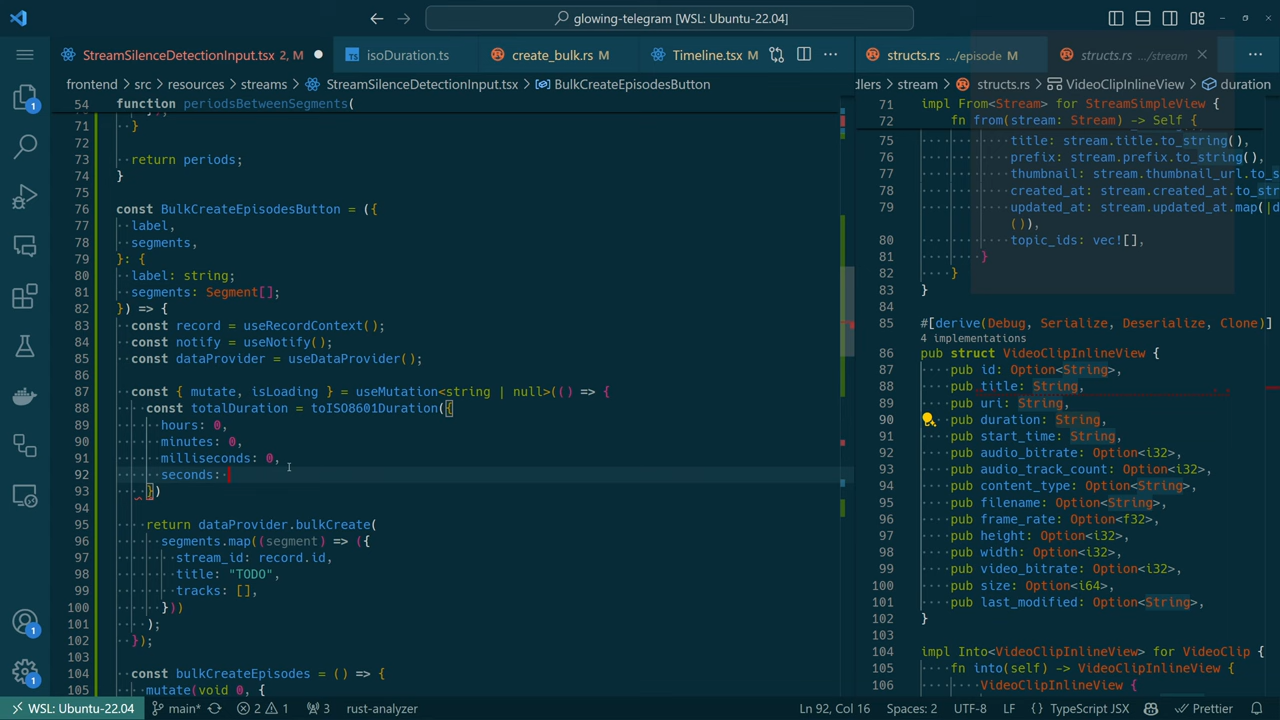 glowing-telegram [WSL: Ubuntu-22.04]
StreamSilenceDetectionInput.tsx 2, M
isoDuration.ts
create_bulk.rs M
Timeline.tsx M
structs.rs .../episode M
structs.rs .../stream
frontend > src > resources > streams > StreamSilenceDetectionInput.tsx > BulkCreateEpisodesButton
dlers > stream > structs.rs > VideoClipInlineView > duration
54 function periodsBetweenSegments(
71 }
72
73 return periods;
74 }
75
76 const BulkCreateEpisodesButton = ({
77 label,
78 segments,
79 }: {
80 label: string;
81 segments: Segment[];
82 }) => {
83 const record = useRecordContext();
84 const notify = useNotify();
85 const dataProvider = useDataProvider();
86
87 const { mutate, isLoading } = useMutation<string | null>(() => {
88 const totalDuration = toISO8601Duration({
89 hours: 0,
90 minutes: 0,
91 milliseconds: 0,
92 seconds:
93 })
94
95 return dataProvider.bulkCreate(
96 segments.map((segment) => ({
97 stream_id: record.id,
98 title: "TODO",
99 tracks: [],
100 }))
101 );
102 });
103
104 const bulkCreateEpisodes = () => {
105 mutate(void 0, {
71 impl From<Stream> for StreamSimpleView {
72 fn from(stream: Stream) -> Self {
75 title: stream.title.to_string(),
76 prefix: stream.prefix.to_string(),
77 thumbnail: stream.thumbnail_url.to_s
78 created_at: stream.created_at.to_str
79 updated_at: stream.updated_at.map(|d
()),
80 topic_ids: vec![],
81 }
82 }
83 }
84
85 #[derive(Debug, Serialize, Deserialize, Clone)]
4 implementations
86 pub struct VideoClipInlineView {
87 pub id: Option<String>,
88 pub title: String,
89 pub uri: String,
90 pub duration: String,
91 pub start_time: String,
92 pub audio_bitrate: Option<i32>,
93 pub audio_track_count: Option<i32>,
94 pub content_type: Option<String>,
95 pub filename: Option<String>,
96 pub frame_rate: Option<f32>,
97 pub height: Option<i32>,
98 pub width: Option<i32>,
99 pub video_bitrate: Option<i32>,
100 pub size: Option<i64>,
101 pub last_modified: Option<String>,
102 }
103
104 impl Into<VideoClipInlineView> for VideoClip {
105 fn into(self) -> VideoClipInlineView {
106 VideoClipInlineView {
1
1
1
WSL: Ubuntu-22.04
main*
2 1
3
rust-analyzer
Ln 92, Col 16
Spaces: 2
UTF-8
LF
{} TypeScript JSX
Prettier